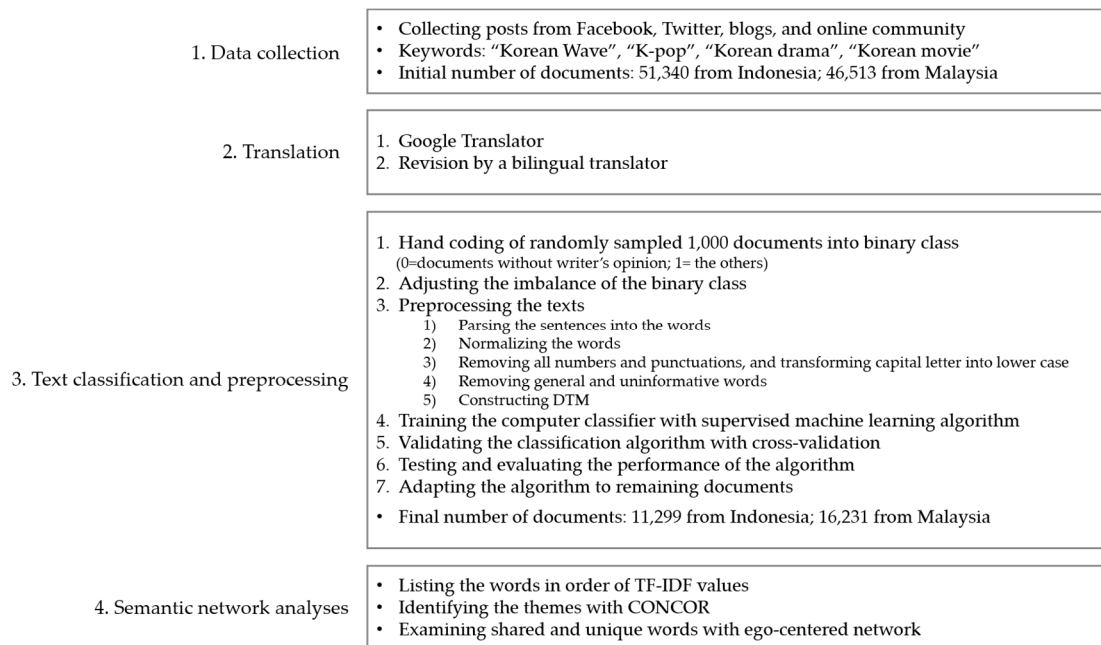 1. Data collection
• Collecting posts from Facebook, Twitter, blogs, and online community
• Keywords: “Korean Wave”, “K-pop”, “Korean drama”, “Korean movie”
• Initial number of documents: 51,340 from Indonesia; 46,513 from Malaysia
2. Translation
1. Google Translator
2. Revision by a bilingual translator
3. Text classification and preprocessing
1. Hand coding of randomly sampled 1,000 documents into binary class
(0=documents without writer’s opinion; 1= the others)
2. Adjusting the imbalance of the binary class
3. Preprocessing the texts
1) Parsing the sentences into the words
2) Normalizing the words
3) Removing all numbers and punctuations, and transforming capital letter into lower case
4) Removing general and uninformative words
5) Constructing DTM
4. Training the computer classifier with supervised machine learning algorithm
5. Validating the classification algorithm with cross-validation
6. Testing and evaluating the performance of the algorithm
7. Adapting the algorithm to remaining documents
• Final number of documents: 11,299 from Indonesia; 16,231 from Malaysia
4. Semantic network analyses
• Listing the words in order of TF-IDF values
• Identifying the themes with CONCOR
• Examining shared and unique words with ego-centered network